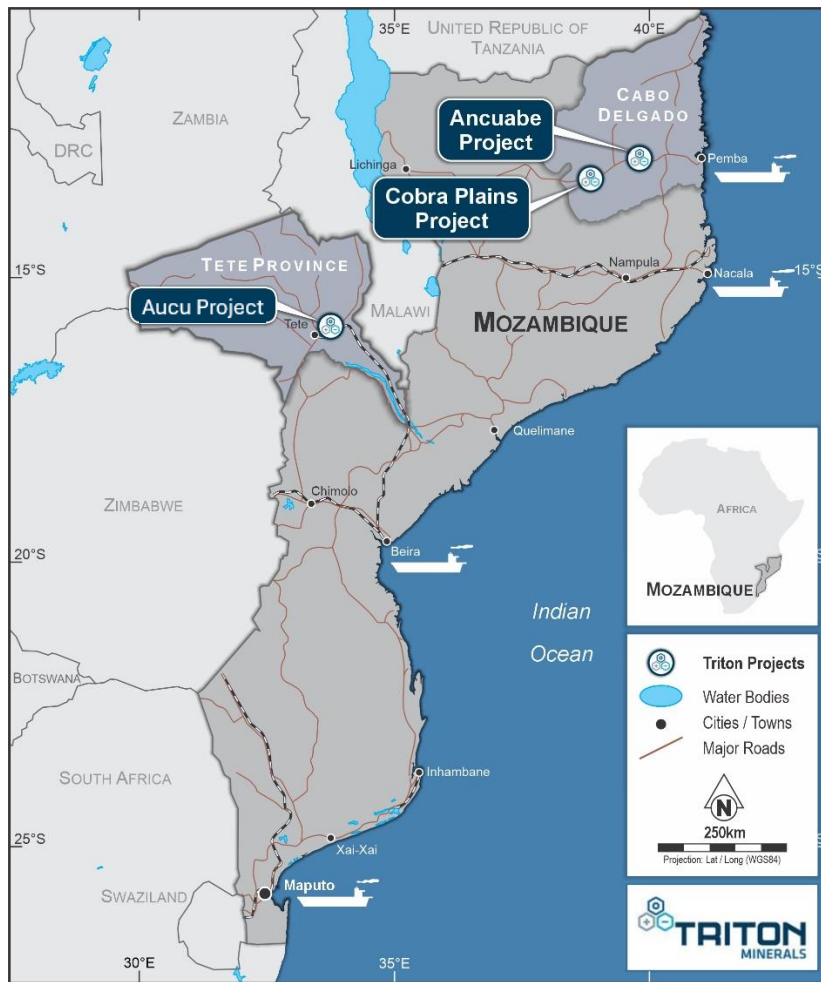 35°E
40°E
UNITED REPUBLIC OF
TANZANIA
ZAMBIA
DRC
CABO
DELGADO
Ancuabe
Project
Lichinga
Pemba
Cobra Plains
Project
15°S
TETE PROVINCE
Nampula
15°S
Nacala
Aucu Project
Tete
MALAWI
MOZAMBIQUE
Quelimane
ZIMBABWE
Chimoio
Beira
20°S
AFRICA
MOZAMBIQUE
Indian
Ocean
BOTSWANA
Triton Projects
Water Bodies
Cities / Towns
Major Roads
SOUTH AFRICA
Inhambane
N
250km
Projection: Lat / Long (WGS84)
25°S
Xai-Xai
SWAZILAND
Maputo
TRITON
MINERALS
30°E
35°E